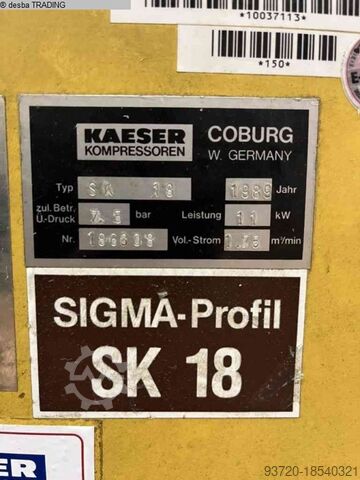 # desba TRADING
*10037113*
*150*
KAESER
KOMPRESSOREN
COBURG
W. GERMANY
Typ SK 18 1989 Jahr
zul. Betr.
Ü.-Druck 7.5 bar Leistung 11 kW
Nr. Vol.-Strom m³/min
SIGMA-Profil
SK 18
ER
93720-18540321